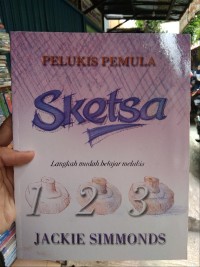 PELUKIS PEMULA
Sketsa
Langkah mudah belajar melukis
1 2 3
JACKIE SIMMONDS